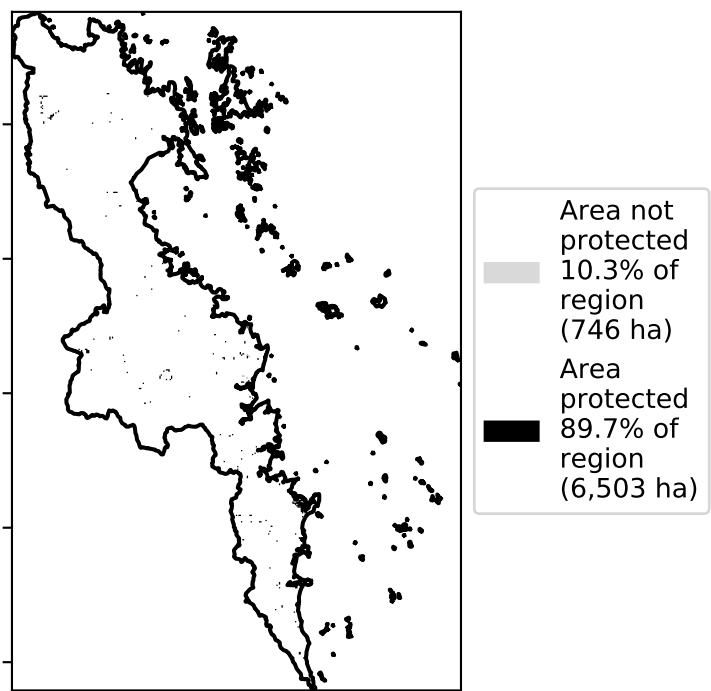 Area not
protected
10.3% of
region
(746 ha)
Area
protected
89.7% of
region
(6,503 ha)